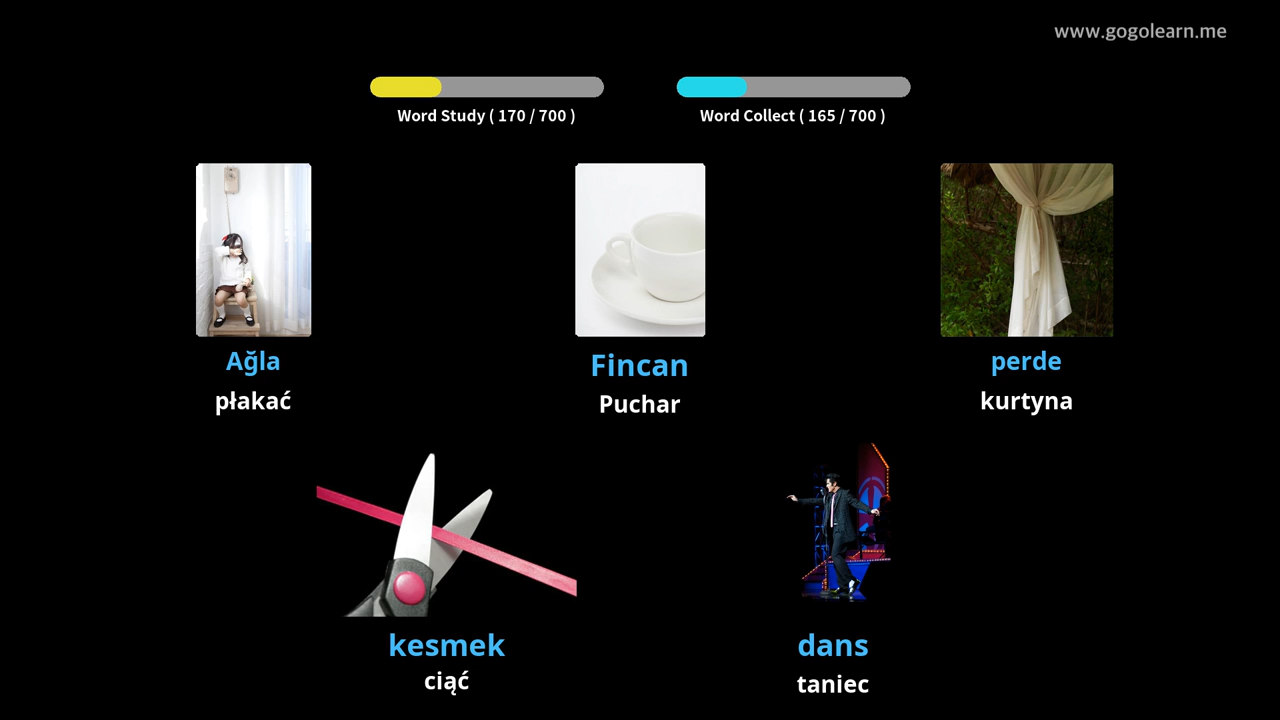 www.gogolearn.me
Word Study ( 170 / 700 )
Word Collect ( 165 / 700 )
Ağla
płakać
Fincan
Puchar
perde
kurtyna
kesmek
ciąć
dans
taniec